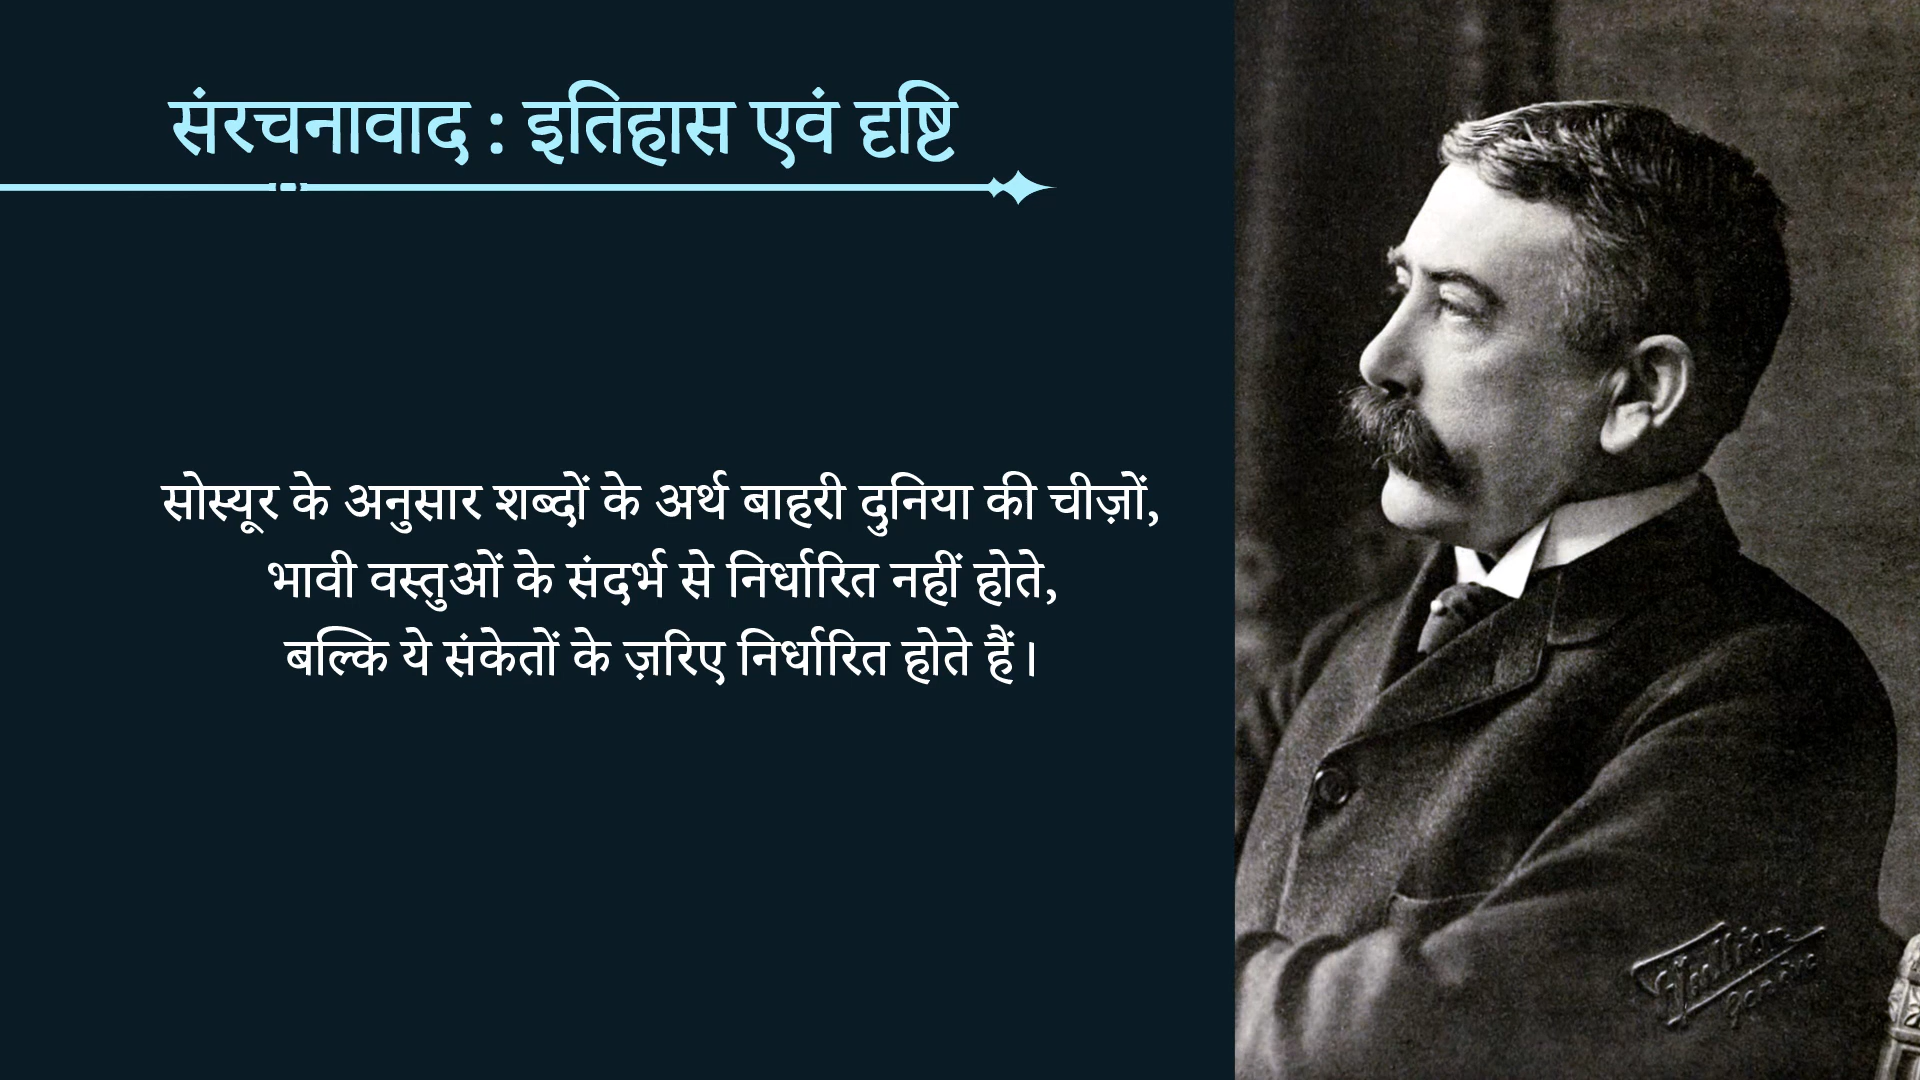 संरचनावाद : इतिहास एवं दृष्टि
सोस्यूर के अनुसार शब्दों के अर्थ बाहरी दुनिया की चीज़ों,
भावी वस्तुओं के संदर्भ से निर्धारित नहीं होते,
बल्कि ये संकेतों के ज़रिए निर्धारित होते हैं।